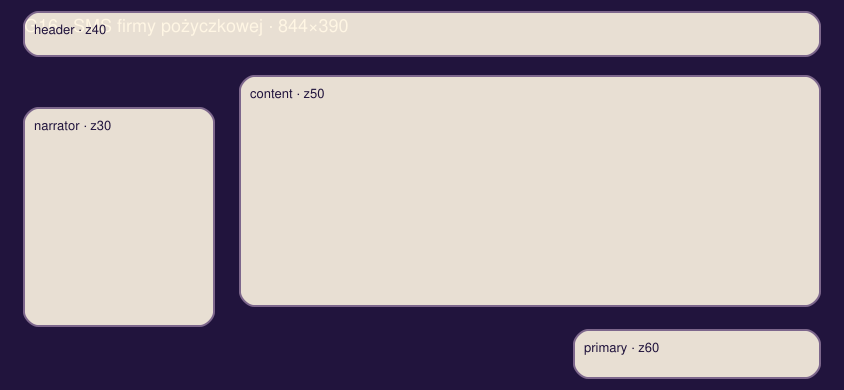 SMS firmy pożyczkowej · 844×390
header · z40
content · z50
narrator · z30
primary · z60